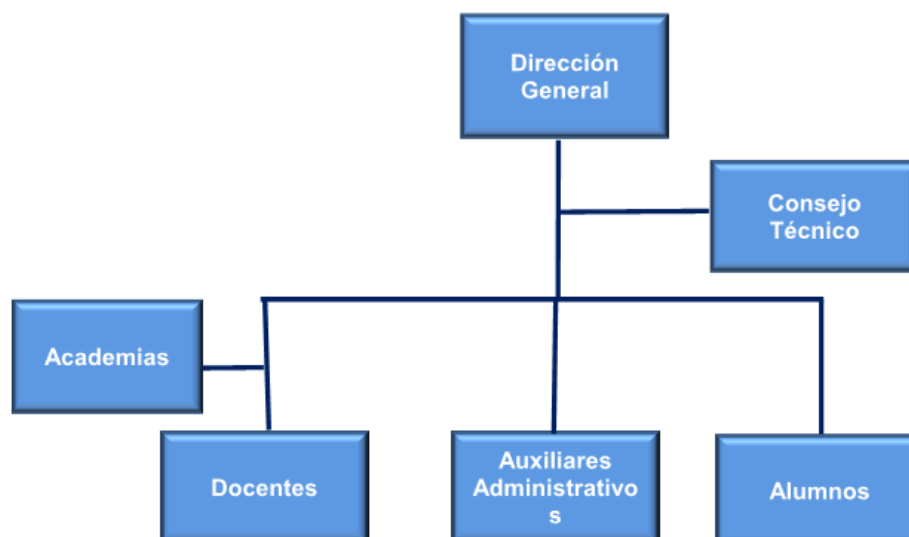 Dirección
General
Consejo
Técnico
Academias
Docentes
Auxiliares
Administrativo
s
Alumnos